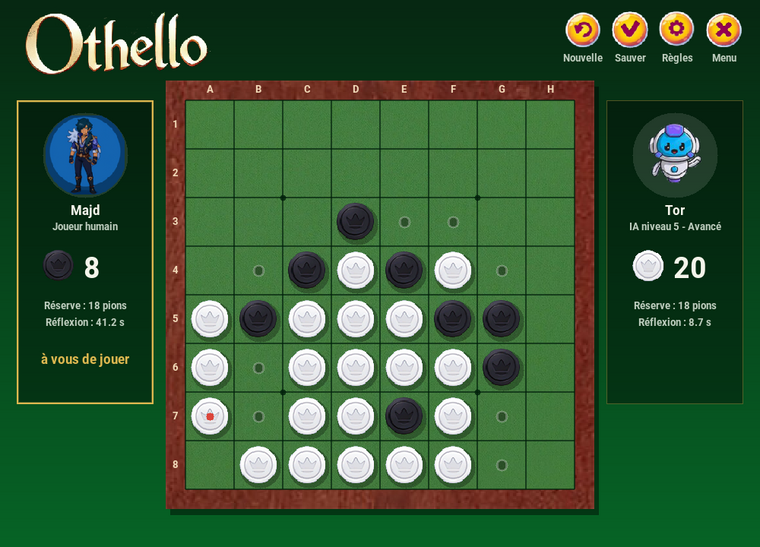 Othello
Nouvelle Sauver Règles Menu
A B C D E F G H
1
2
3
4
5
6
7
8
Majd
Joueur humain
8
Réserve : 18 pions
Réflexion : 41.2 s
à vous de jouer
Tor
IA niveau 5 - Avancé
20
Réserve : 18 pions
Réflexion : 8.7 s